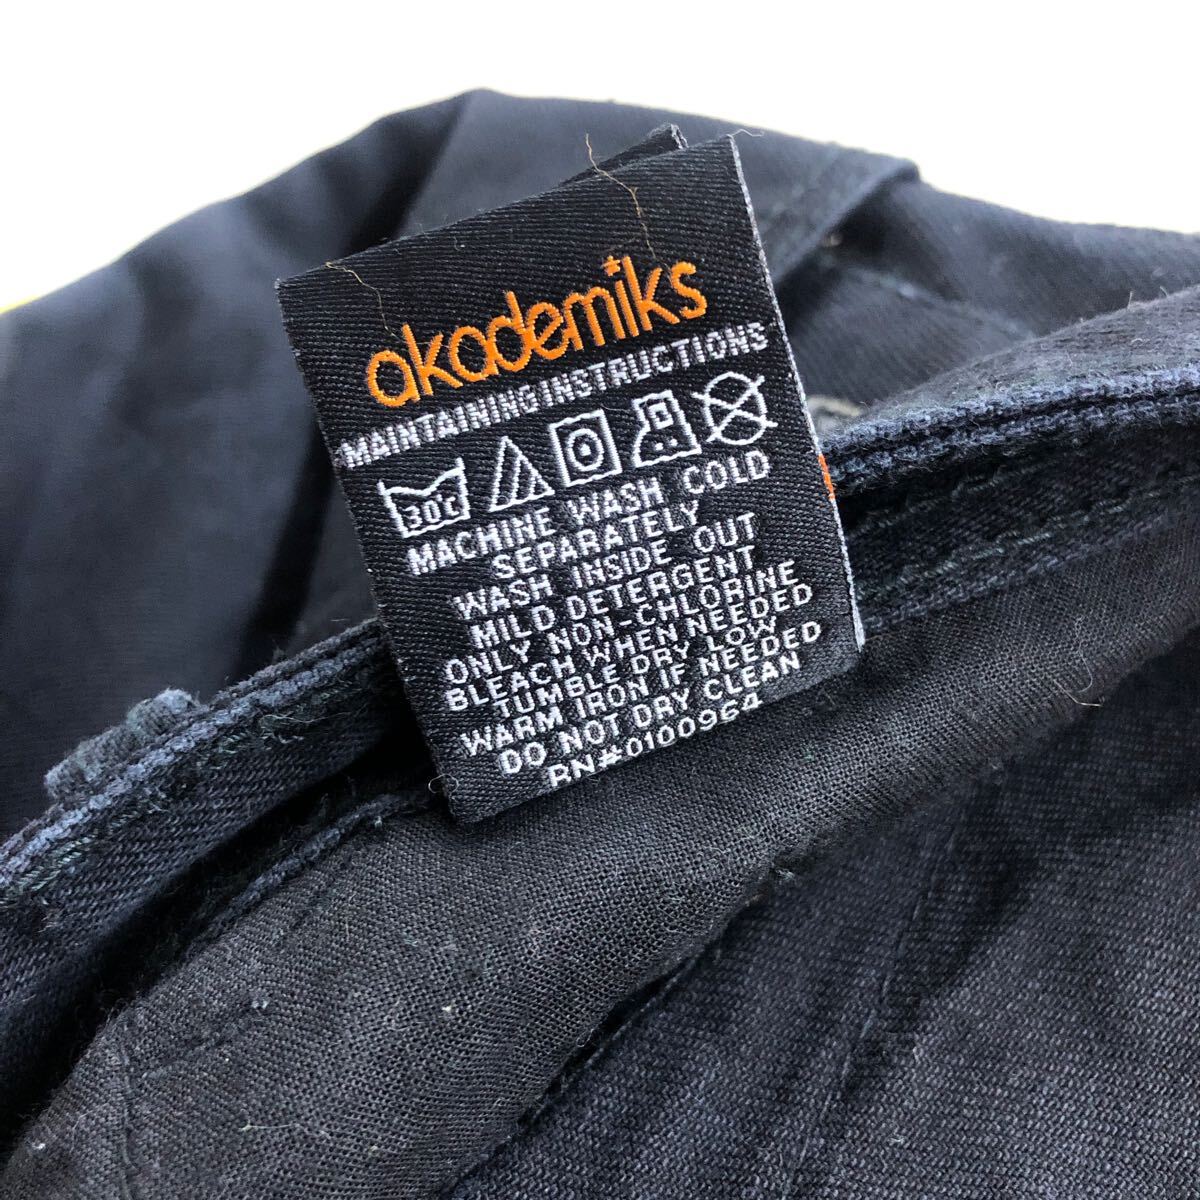 akademiks
MAINTAINING INSTRUCTIONS
30c
MACHINE WASH COLD
SEPARATELY
WASH INSIDE OUT
MILD DETERGENT
ONLY NON-CHLORINE
BLEACH WHEN NEEDED
TUMBLE DRY LOW
WARM IRON IF NEEDED
DO NOT DRY CLEAN
RN#0100964